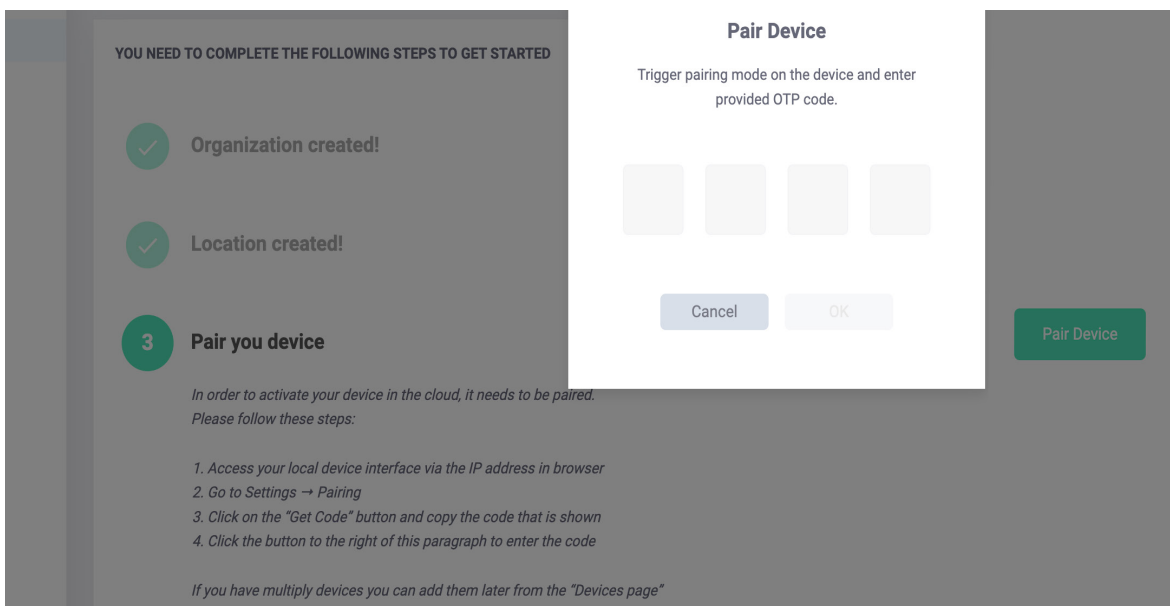 YOU NEED TO COMPLETE THE FOLLOWING STEPS TO GET STARTED
Organization created!
Location created!
3
Pair you device
In order to activate your device in the cloud, it needs to be paired.
Please follow these steps:
1. Access your local device interface via the IP address in browser
2. Go to Settings → Pairing
3. Click on the “Get Code” button and copy the code that is shown
4. Click the button to the right of this paragraph to enter the code
If you have multiply devices you can add them later from the “Devices page”
Pair Device
Trigger pairing mode on the device and enter
provided OTP code.
Cancel
OK
Pair Device